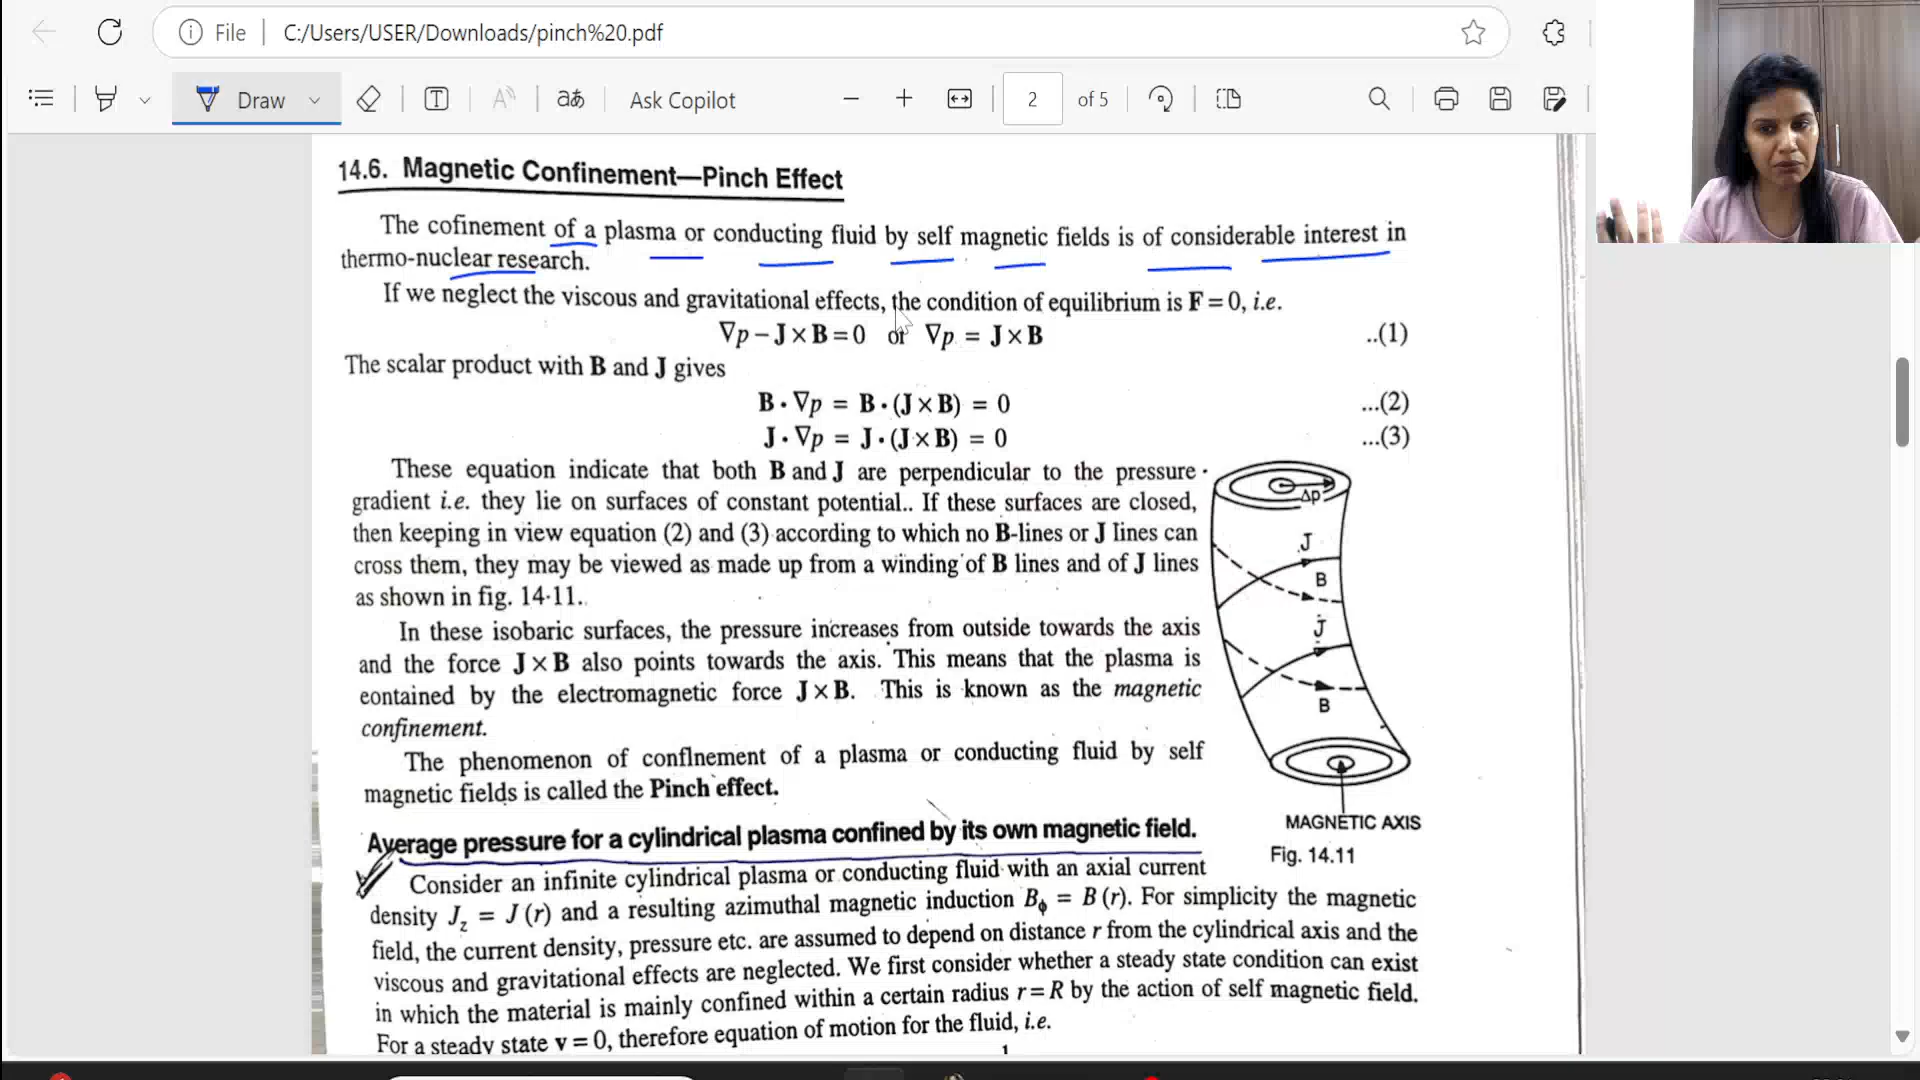 File
C:/Users/USER/Downloads/pinch%20.pdf
Draw
T
A
aあ
Ask Copilot
2
of 5
14.6. Magnetic Confinement—Pinch Effect
The cofinement of a plasma or conducting fluid by self magnetic fields is of considerable interest in
thermo-nuclear research.
If we neglect the viscous and gravitational effects, the condition of equilibrium is F = 0, i.e.
∇p – J × B = 0 or ∇p = J × B ..(1)
The scalar product with B and J gives
B · ∇p = B · (J × B) = 0 ...(2)
J · ∇p = J · (J × B) = 0 ...(3)
These equation indicate that both B and J are perpendicular to the pressure
gradient i.e. they lie on surfaces of constant potential.. If these surfaces are closed,
then keeping in view equation (2) and (3) according to which no B-lines or J lines can
cross them, they may be viewed as made up from a winding of B lines and of J lines
as shown in fig. 14·11.
In these isobaric surfaces, the pressure increases from outside towards the axis
and the force J × B also points towards the axis. This means that the plasma is
eontained by the electromagnetic force J × B. This is known as the magnetic
confinement.
The phenomenon of confinement of a plasma or conducting fluid by self
magnetic fields is called the Pinch effect.
Δp
J
B
J
B
MAGNETIC AXIS
Fig. 14.11
Average pressure for a cylindrical plasma confined by its own magnetic field.
Consider an infinite cylindrical plasma or conducting fluid with an axial current
density J_z = J (r) and a resulting azimuthal magnetic induction B_ϕ = B (r). For simplicity the magnetic
field, the current density, pressure etc. are assumed to depend on distance r from the cylindrical axis and the
viscous and gravitational effects are neglected. We first consider whether a steady state condition can exist
in which the material is mainly confined within a certain radius r = R by the action of self magnetic field.
For a steady state v = 0, therefore equation of motion for the fluid, i.e.